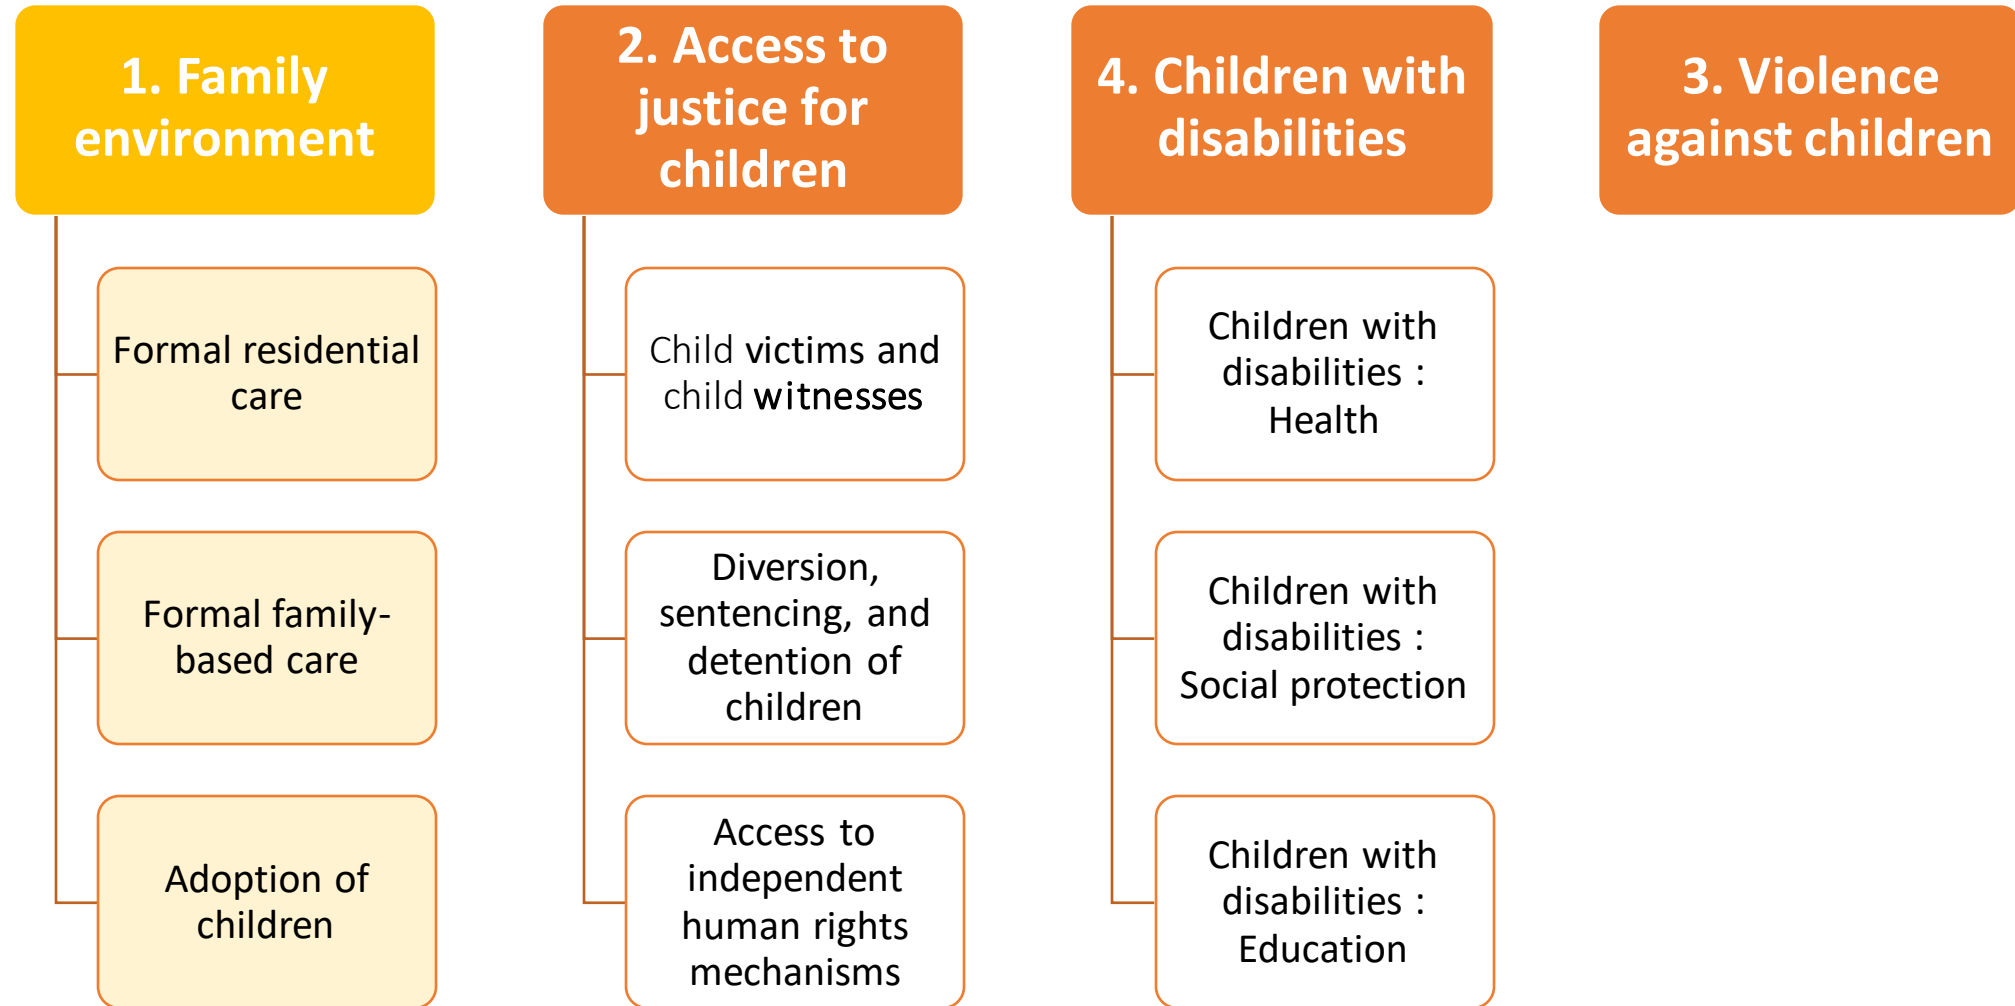 1. Family
environment
Formal residential
care
Formal family-
based care
Adoption of
children
2. Access to
justice for
children
Child victims and
child witnesses
Diversion,
sentencing, and
detention of
children
Access to
independent
human rights
mechanisms
4. Children with
disabilities
Children with
disabilities :
Health
Children with
disabilities :
Social protection
Children with
disabilities :
Education
3. Violence
against children